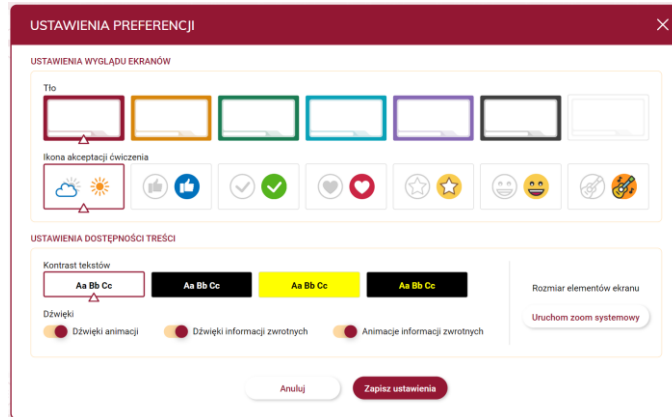 USTAWIENIA PREFERENCJI
USTAWIENIA WYGLĄDU EKRANÓW
Tło
Ikona akceptacji ćwiczenia
USTAWIENIA DOSTĘPNOŚCI TREŚCI
Kontrast tekstów
Aa Bb Cc Aa Bb Cc Aa Bb Cc Aa Bb Cc
Rozmiar elementów ekranu
Dźwięki
Dźwięki animacji Dźwięki informacji zwrotnych Animacje informacji zwrotnych
Uruchom zoom systemowy
Anuluj Zapisz ustawienia